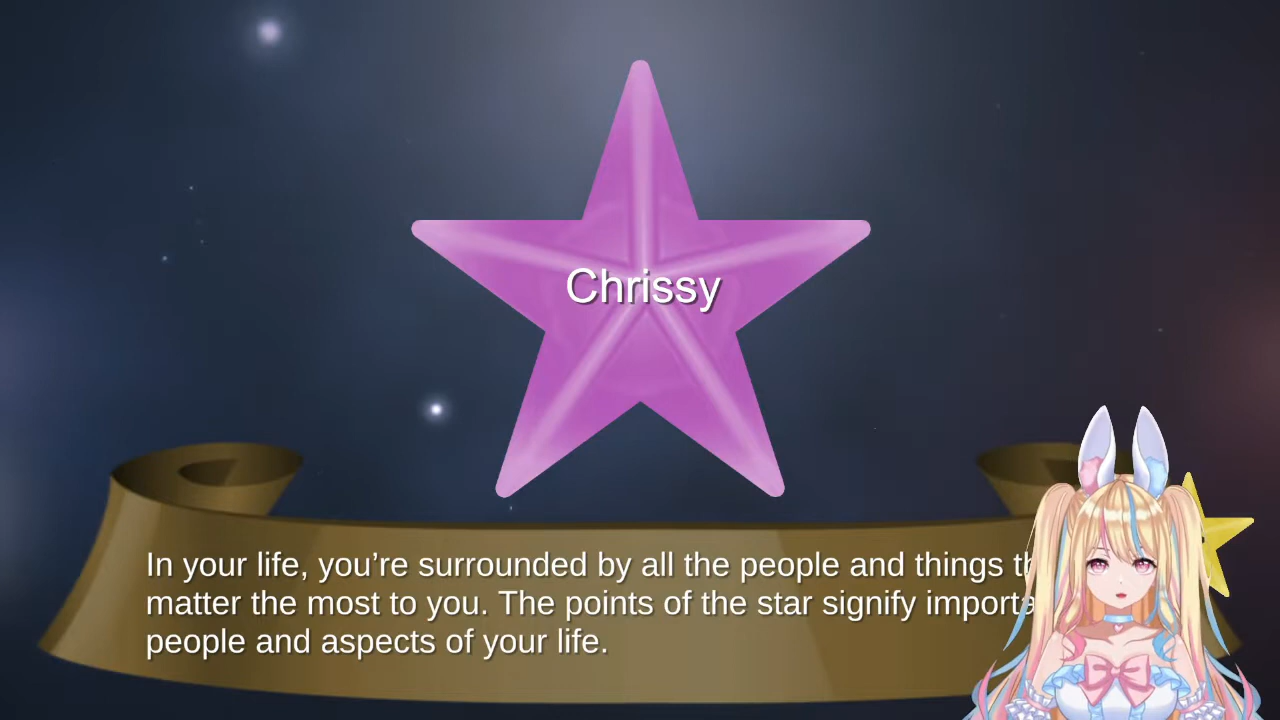 Chrissy
In your life, you’re surrounded by all the people and things
matter the most to you. The points of the star signify
people and aspects of your life.